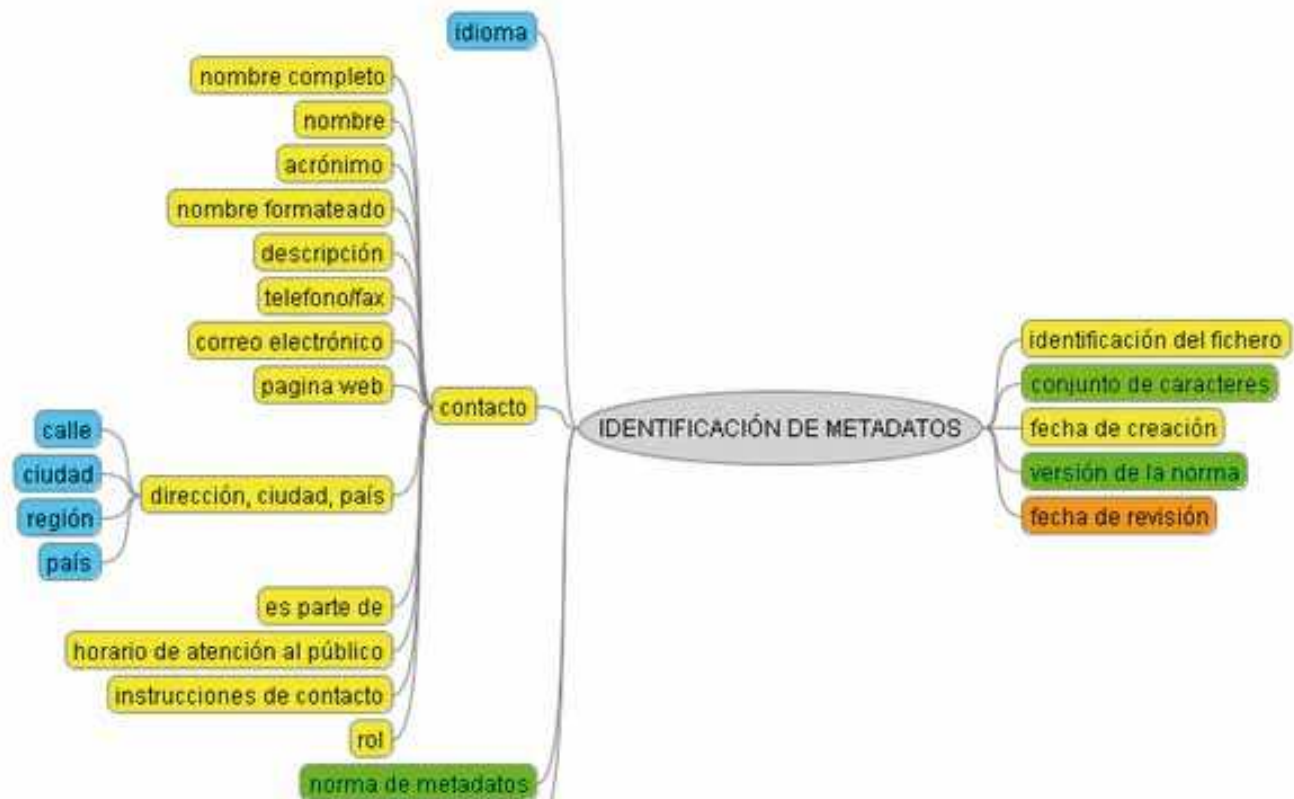 idioma
nombre completo
nombre
acrónimo
nombre formateado
descripción
telefono/fax
correo electrónico
pagina web
contacto
calle
ciudad
región
país
dirección, ciudad, país
es parte de
horario de atención al público
instrucciones de contacto
rol
norma de metadatos
IDENTIFICACIÓN DE METADATOS
identificación del fichero
conjunto de caracteres
fecha de creación
versión de la norma
fecha de revisión